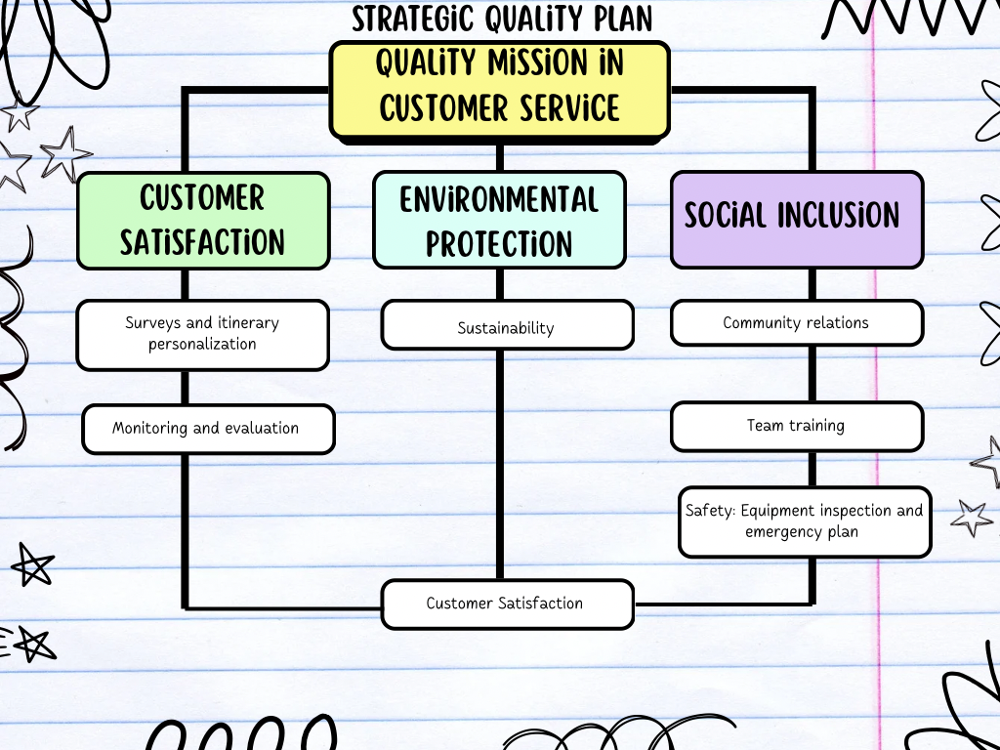 STRATEGIC QUALITY PLAN
QUALITY MISSION IN
CUSTOMER SERVICE
CUSTOMER
SATISFACTION
ENVIRONMENTAL
PROTECTION
SOCIAL INCLUSION
Surveys and itinerary
personalization
Sustainability
Community relations
Monitoring and evaluation
Team training
Safety: Equipment inspection and
emergency plan
Customer Satisfaction